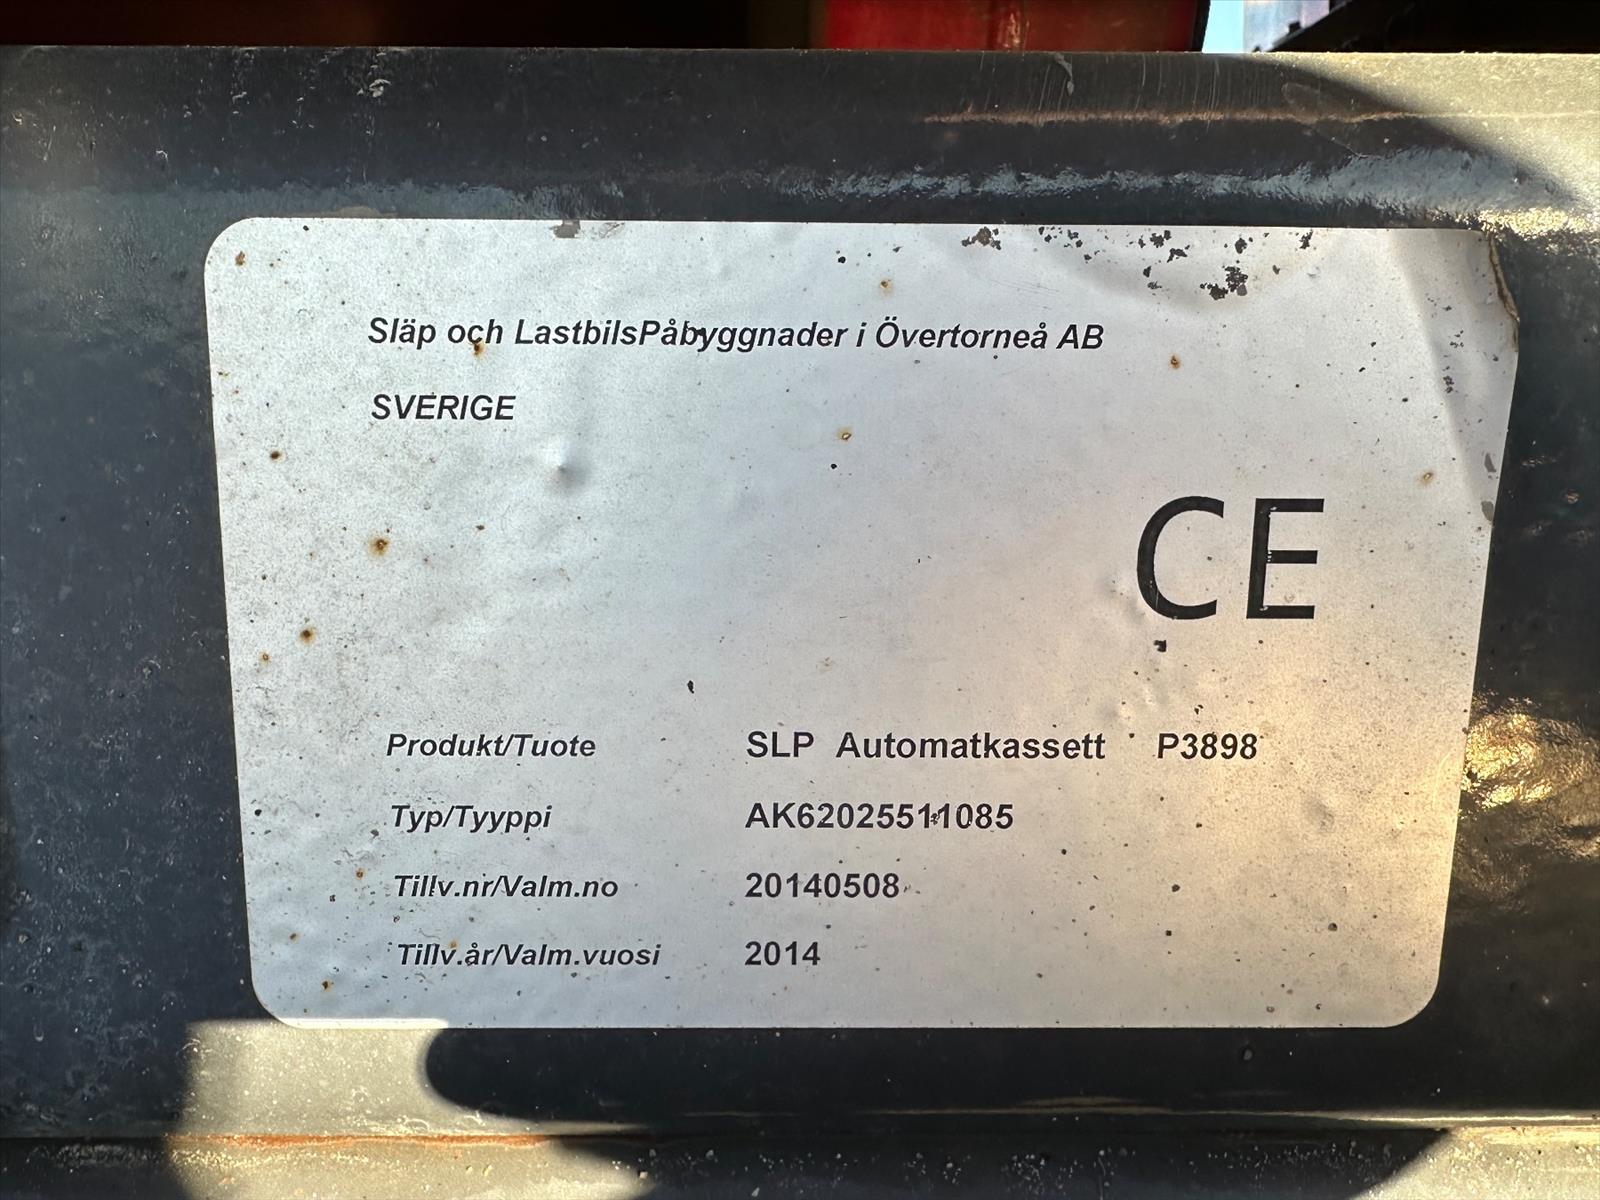 Släp och LastbilsPåbyggnader i Övertorneå AB
SVERIGE
CE
Produkt/Tuote SLP Automatkassett P3898
Typ/Tyyppi AK62025511085
Tillv.nr/Valm.no 20140508
Tillv.år/Valm.vuosi 2014